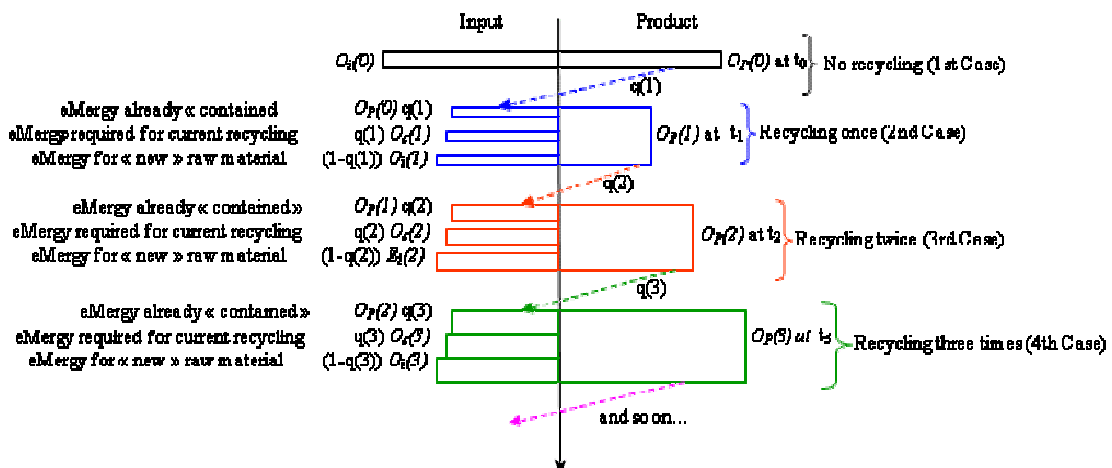 Input Product
O_i(0) O_P(0) at t_0 No recycling (1st Case)
q(1)
eMergy already « contained O_P(0) q(1)
eMergy required for current recycling q(1) O_c(1) O_P(1) at t_1 Recycling once (2nd Case)
eMergy for « new » raw material (1-q(1)) O_i(1)
q(2)
eMergy already « contained » O_P(1) q(2)
eMergy required for current recycling q(2) O_c(2) O_P(2) at t_2 Recycling twice (3rd Case)
eMergy for « new » raw material (1-q(2)) E_i(2)
q(3)
eMergy already « contained » O_P(2) q(3)
eMergy required for current recycling q(3) O_c(3) O_P(3) at t_3 Recycling three times (4th Case)
eMergy for « new » raw material (1-q(3)) O_i(3)
and so on...